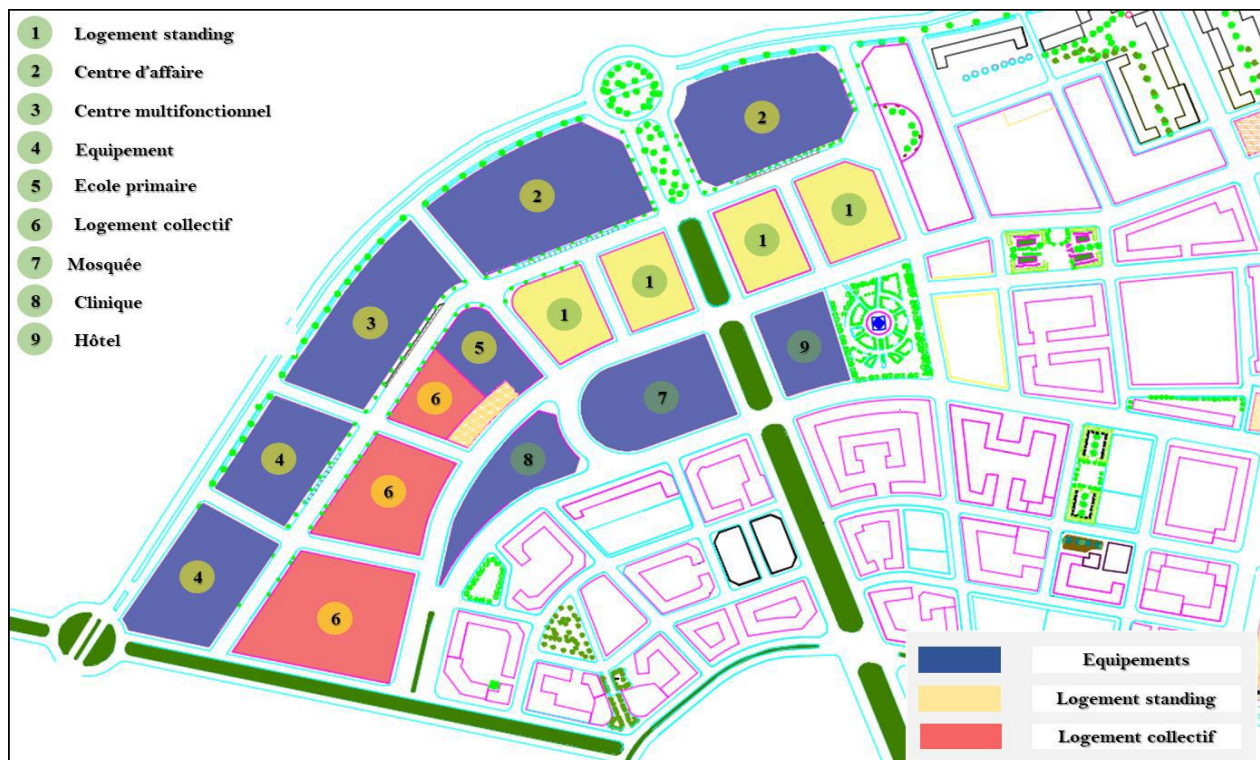 1 Logement standing
2 Centre d'affaire
3 Centre multifonctionnel
4 Equipement
5 Ecole primaire
6 Logement collectif
7 Mosquée
8 Clinique
9 Hôtel
2
2
1
1
1
1
3
5
9
6
7
4
8
6
4
6
Equipements
Logement standing
Logement collectif